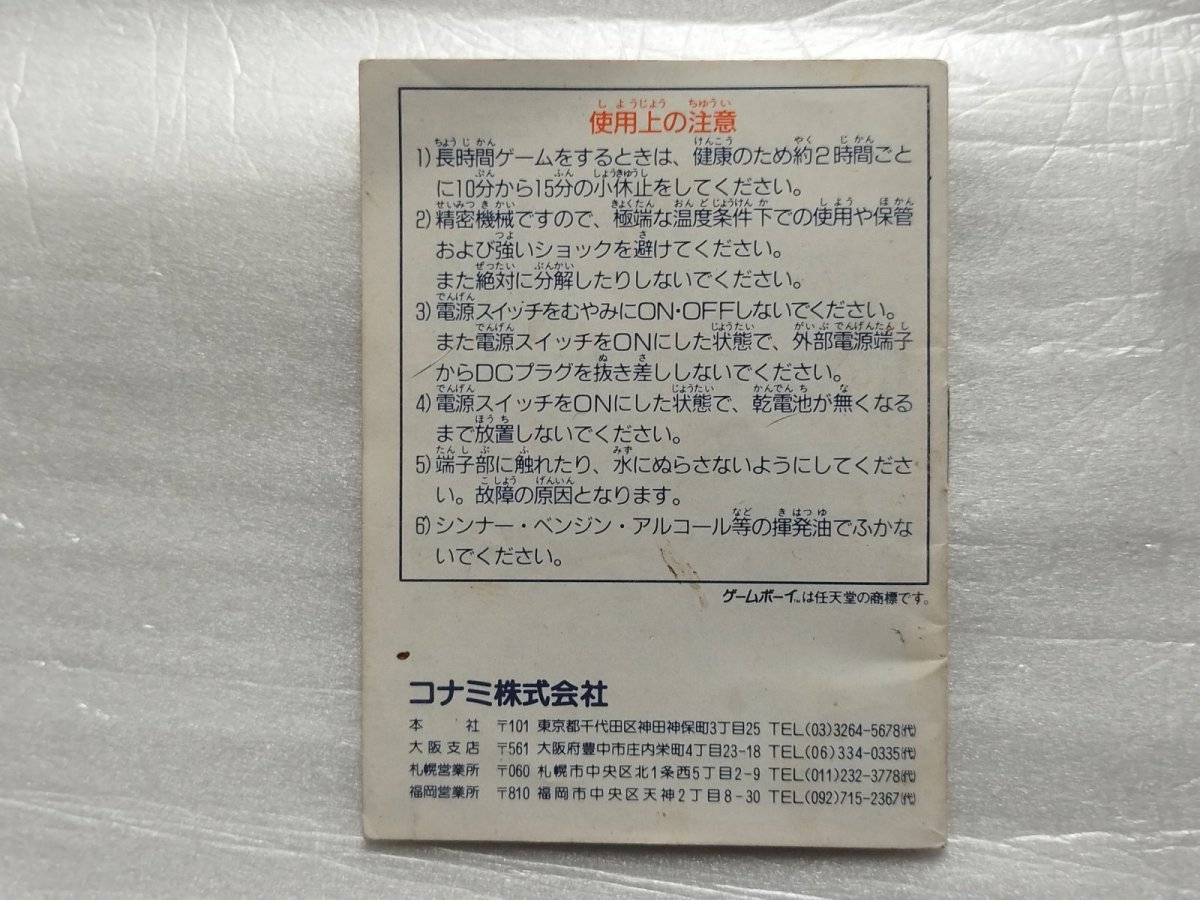 使用上の注意
1) 長時間ゲームをするときは、健康のため約2時間ごと
に10分から15分の小休止をしてください。
2) 精密機械ですので、極端な温度条件下での使用や保管
および強いショックを避けてください。
また絶対に分解したりしないでください。
3) 電源スイッチをむやみにON・OFFしないでください。
また電源スイッチをONにした状態で、外部電源端子
からDCプラグを抜き差ししないでください。
4) 電源スイッチをONにした状態で、乾電池が無くなる
まで放置しないでください。
5) 端子部に触れたり、水にぬらさないようにしてくださ
い。故障の原因となります。
6) シンナー・ベンジン・アルコール等の揮発油でふかな
いでください。
ゲームボーイ™は任天堂の商標です。
コナミ株式会社
本社 〒101 東京都千代田区神田神保町3丁目25 TEL(03)3264-5678(代)
大阪支店 〒561 大阪府豊中市庄内栄町4丁目23-18 TEL(06)334-0335(代)
札幌営業所 〒060 札幌市中央区北1条西5丁目2-9 TEL(011)232-3778(代)
福岡営業所 〒810 福岡市中央区天神2丁目8-30 TEL(092)715-2367(代)